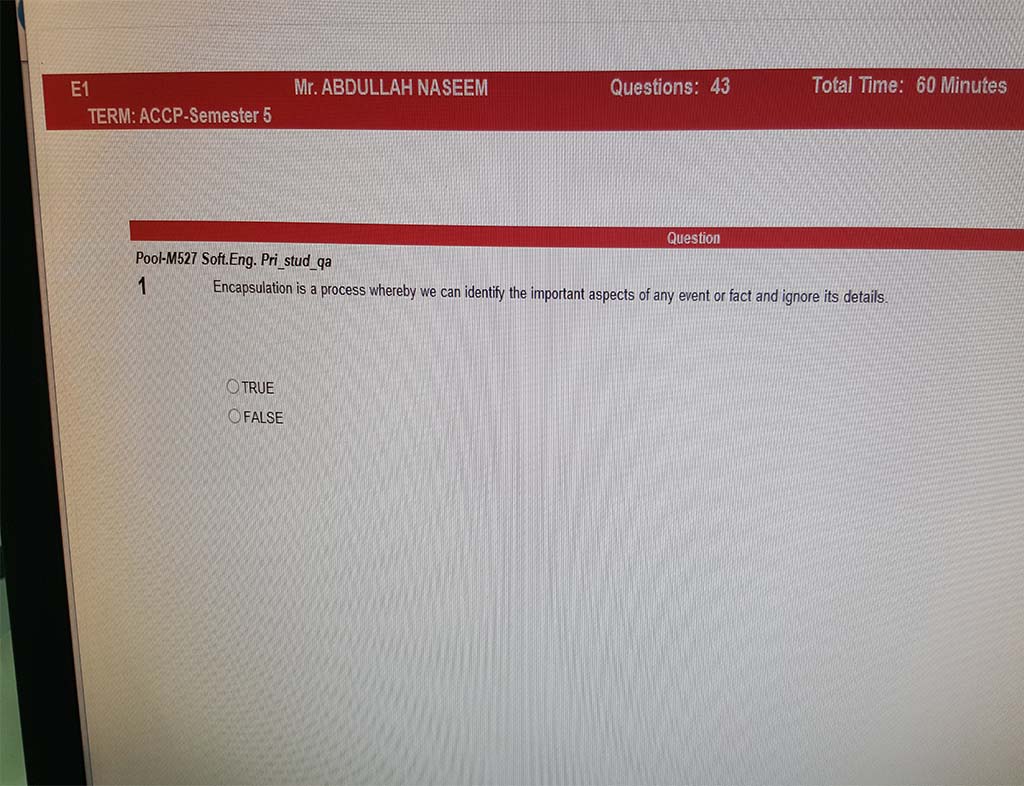 E1 Mr. ABDULLAH NASEEM Questions: 43 Total Time: 60 Minutes
TERM: ACCP-Semester 5
Question
Pool-M527 Soft.Eng. Pri_stud_qa
1 Encapsulation is a process whereby we can identify the important aspects of any event or fact and ignore its details.
TRUE
FALSE